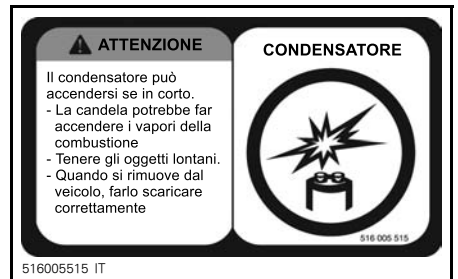 ATTENZIONE
Il condensatore può
accendersi se in corto.
- La candela potrebbe far
accendere i vapori della
combustione
- Tenere gli oggetti lontani.
- Quando si rimuove dal
veicolo, farlo scaricare
correttamente
CONDENSATORE
516 005 515
516005515 IT